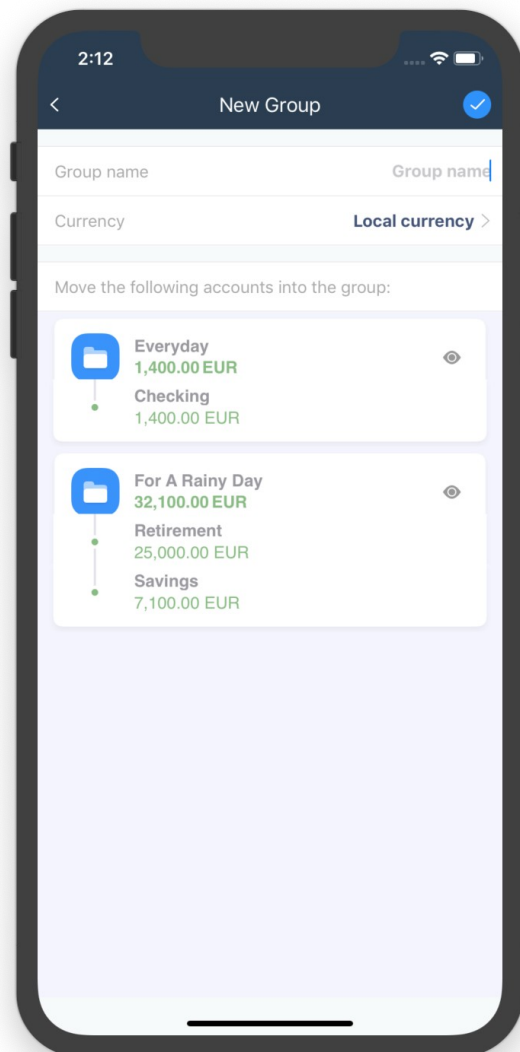 2:12
New Group
Group name Group name
Currency Local currency
Move the following accounts into the group:
Everyday
1,400.00 EUR
Checking
1,400.00 EUR
For A Rainy Day
32,100.00 EUR
Retirement
25,000.00 EUR
Savings
7,100.00 EUR